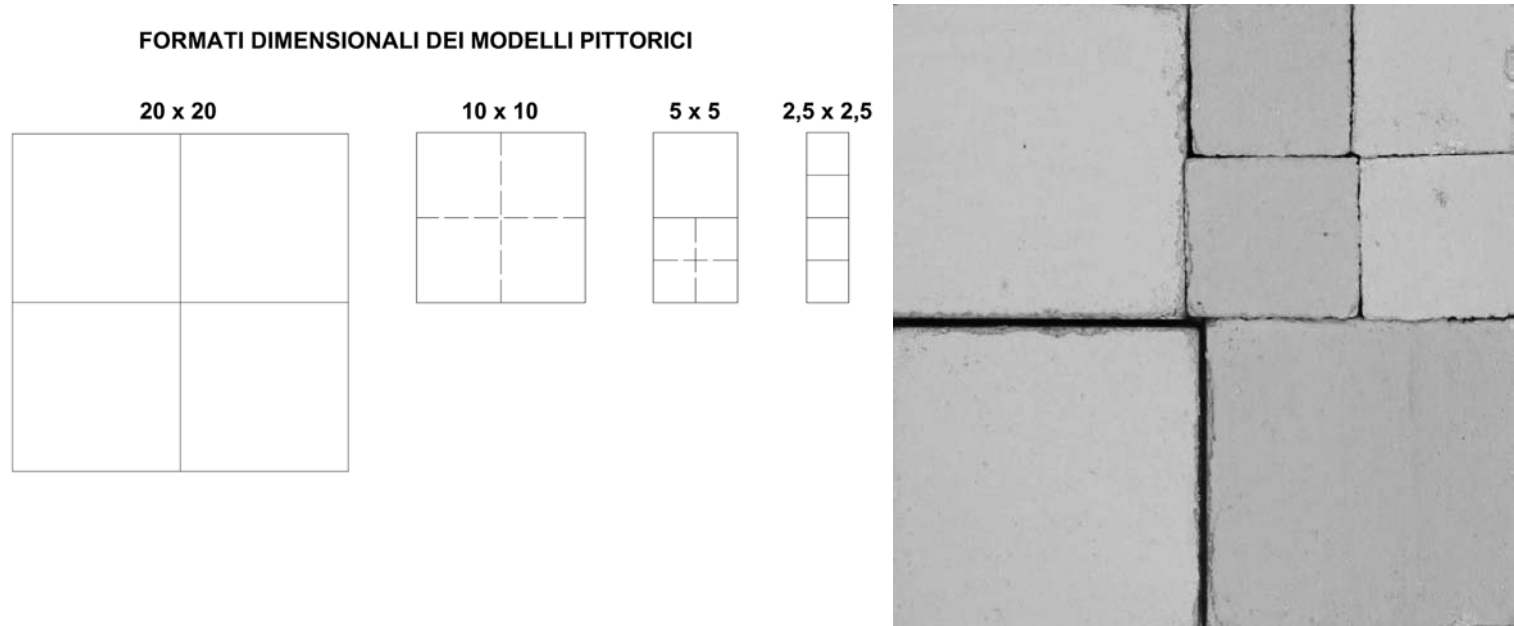 FORMATI DIMENSIONALI DEI MODELLI PITTORICI
20 x 20
10 x 10
5 x 5
2,5 x 2,5